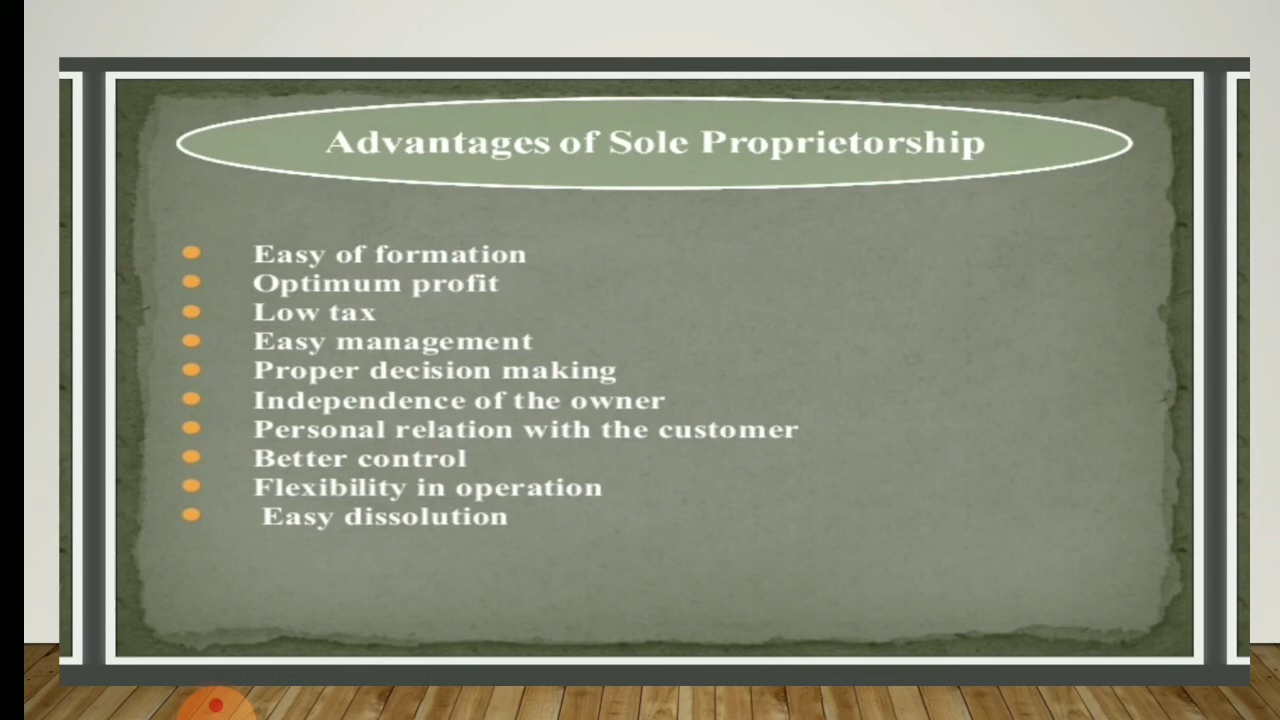 Advantages of Sole Proprietorship
Easy of formation
Optimum profit
Low tax
Easy management
Proper decision making
Independence of the owner
Personal relation with the customer
Better control
Flexibility in operation
Easy dissolution